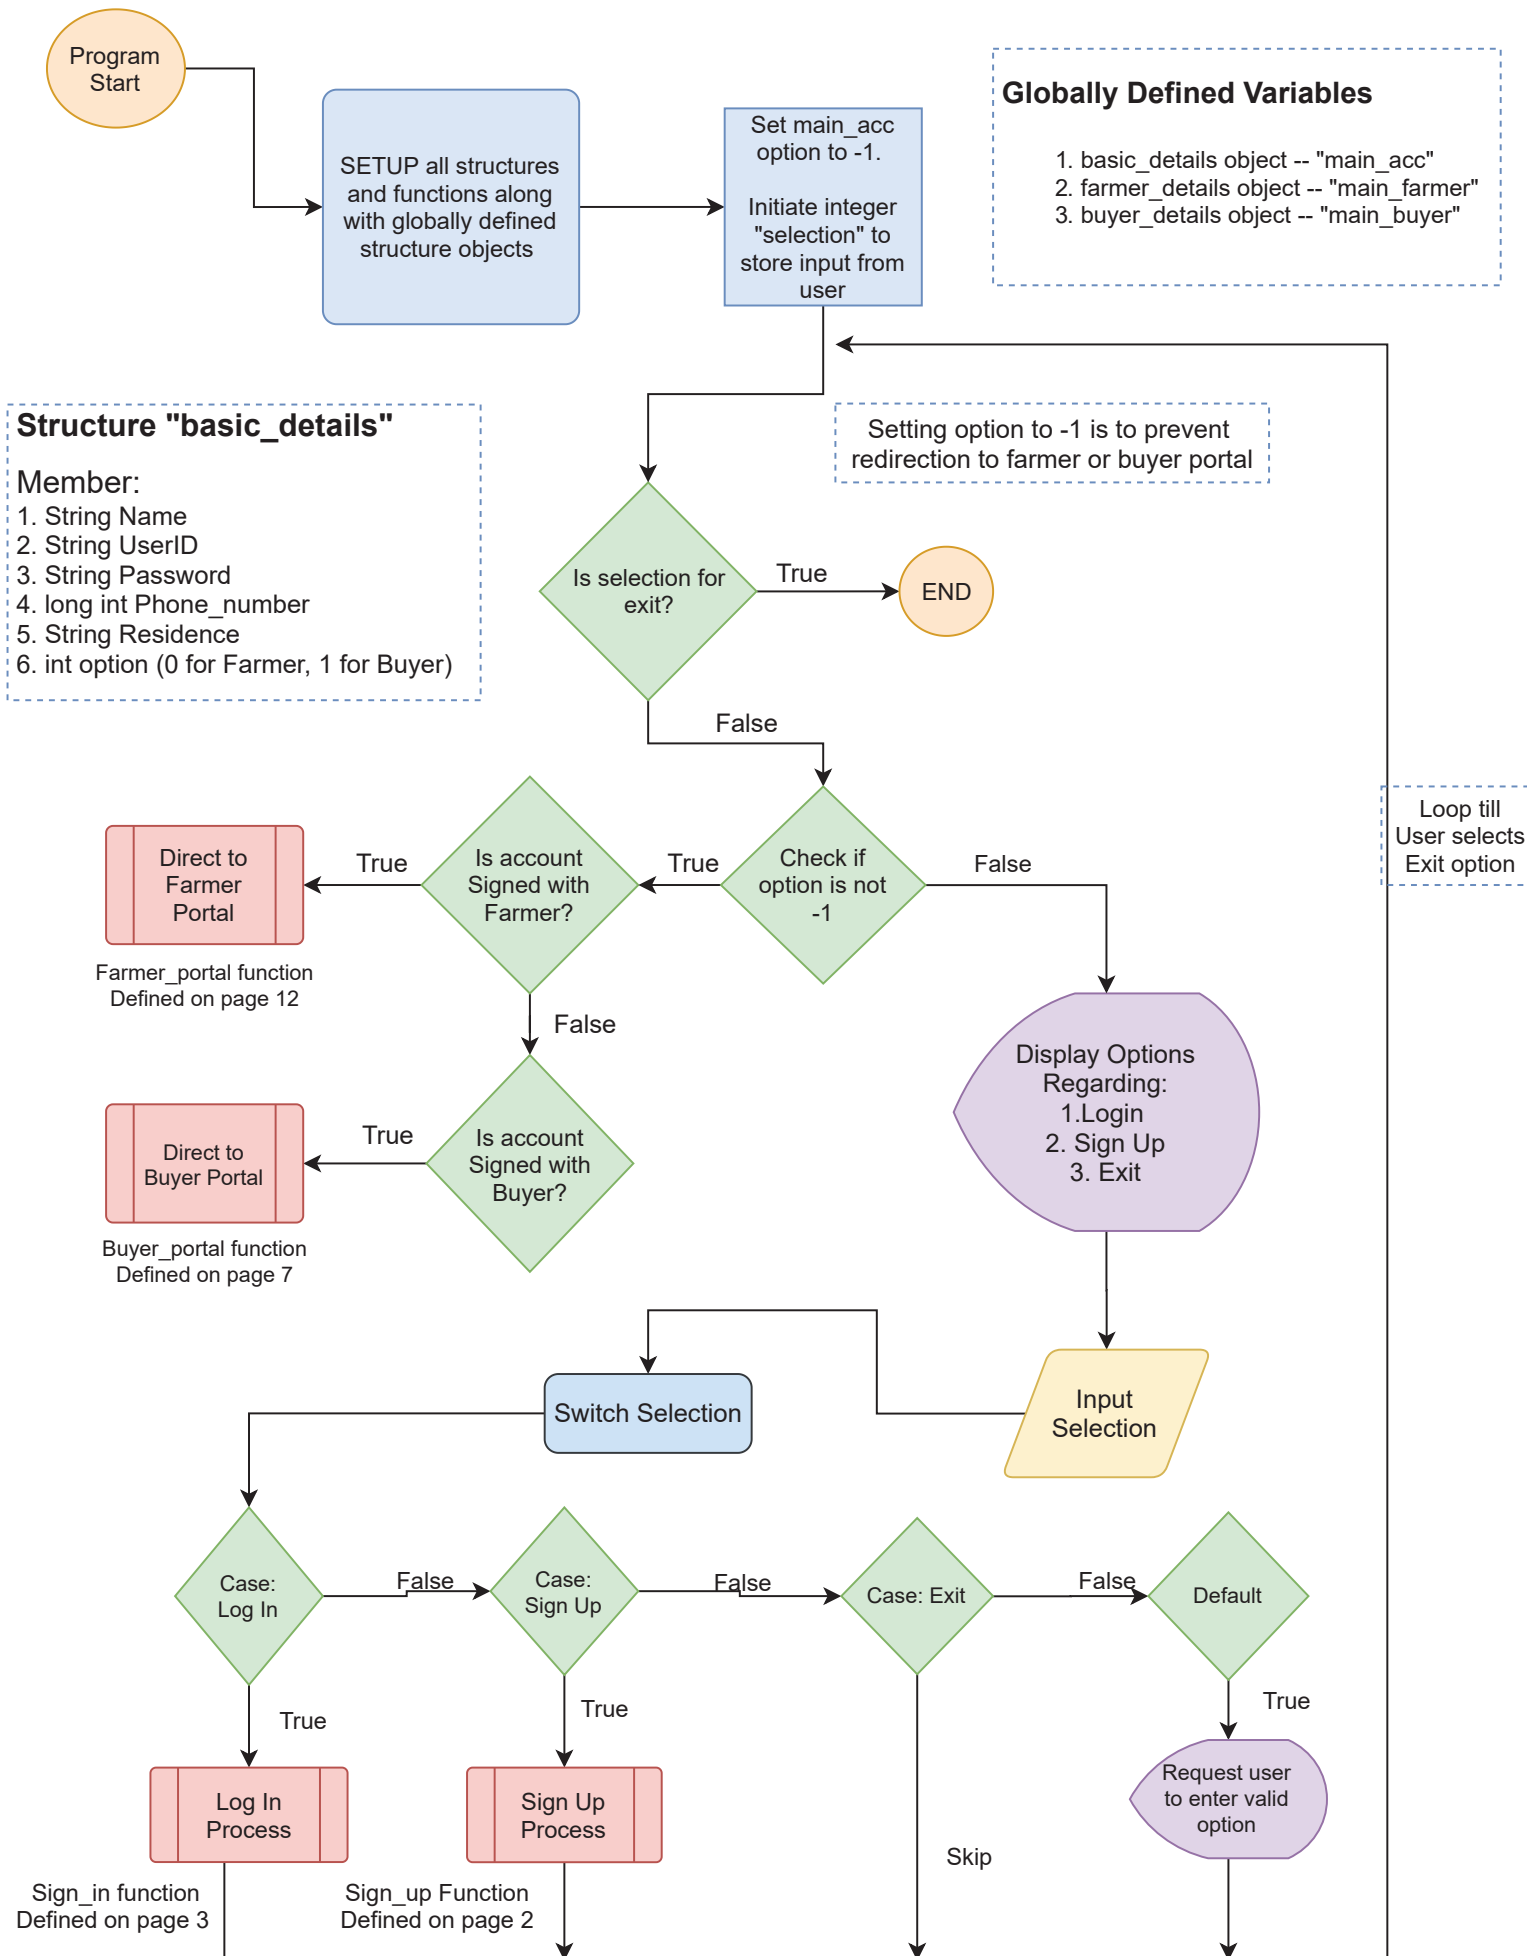 Program
Start
SETUP all structures
and functions along
with globally defined
structure objects
Set main_acc
option to -1.
Initiate integer
"selection" to
store input from
user
Globally Defined Variables
1. basic_details object -- "main_acc"
2. farmer_details object -- "main_farmer"
3. buyer_details object -- "main_buyer"
Structure "basic_details"
Member:
1. String Name
2. String UserID
3. String Password
4. long int Phone_number
5. String Residence
6. int option (0 for Farmer, 1 for Buyer)
Setting option to -1 is to prevent
redirection to farmer or buyer portal
Is selection for
exit?
True
END
False
Check if
option is not
-1
True
Is account
Signed with
Farmer?
True
Direct to
Farmer
Portal
Farmer_portal function
Defined on page 12
False
Loop till
User selects
Exit option
False
Is account
Signed with
Buyer?
True
Direct to
Buyer Portal
Buyer_portal function
Defined on page 7
Display Options
Regarding:
1.Login
2. Sign Up
3. Exit
Input
Selection
Switch Selection
Case:
Log In
False
Case:
Sign Up
False
Case: Exit
False
Default
True
True
Skip
True
Log In
Process
Sign Up
Process
Request user
to enter valid
option
Sign_in function
Defined on page 3
Sign_up Function
Defined on page 2